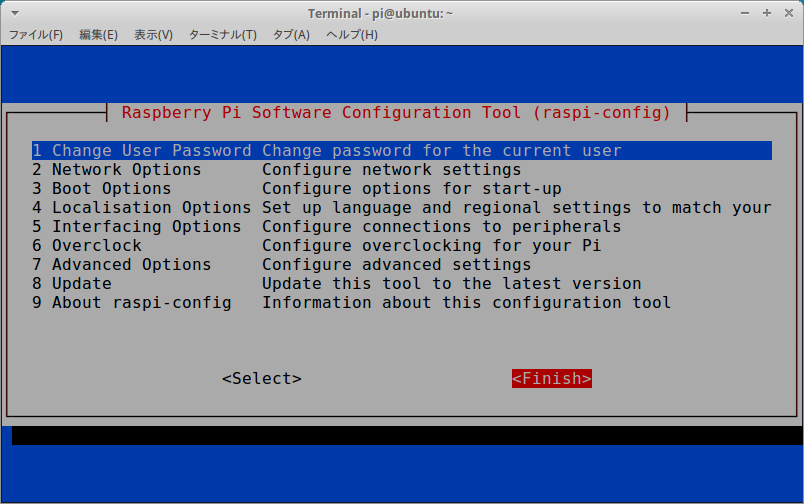 Terminal - pi@ubuntu: ~
ファイル(F) 編集(E) 表示(V) ターミナル(T) タブ(A) ヘルプ(H)
Raspberry Pi Software Configuration Tool (raspi-config)
1 Change User Password Change password for the current user
2 Network Options Configure network settings
3 Boot Options Configure options for start-up
4 Localisation Options Set up language and regional settings to match your
5 Interfacing Options Configure connections to peripherals
6 Overclock Configure overclocking for your Pi
7 Advanced Options Configure advanced settings
8 Update Update this tool to the latest version
9 About raspi-config Information about this configuration tool
<Select> <Finish>